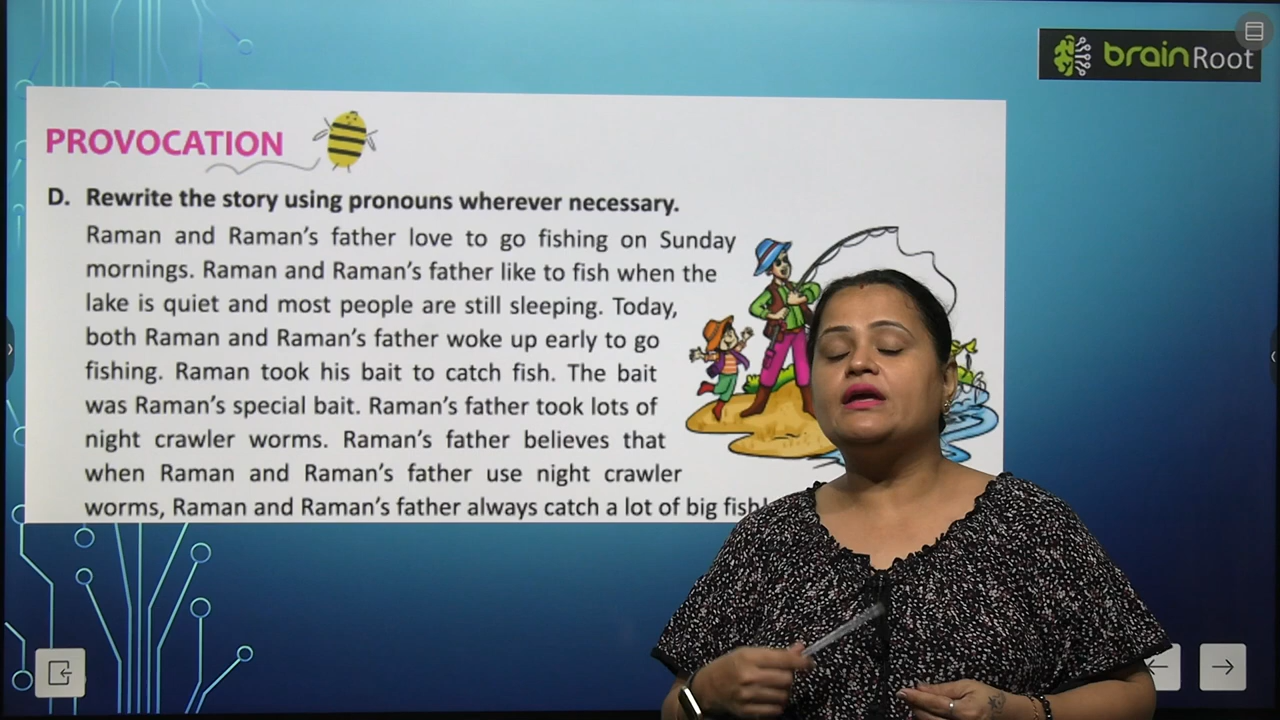 brainRoot
PROVOCATION
D. Rewrite the story using pronouns wherever necessary.
Raman and Raman's father love to go fishing on Sunday
mornings. Raman and Raman's father like to fish when the
lake is quiet and most people are still sleeping. Today,
both Raman and Raman's father woke up early to go
fishing. Raman took his bait to catch fish. The bait
was Raman's special bait. Raman's father took lots of
night crawler worms. Raman's father believes that
when Raman and Raman's father use night crawler
worms, Raman and Raman's father always catch a lot of big fish!